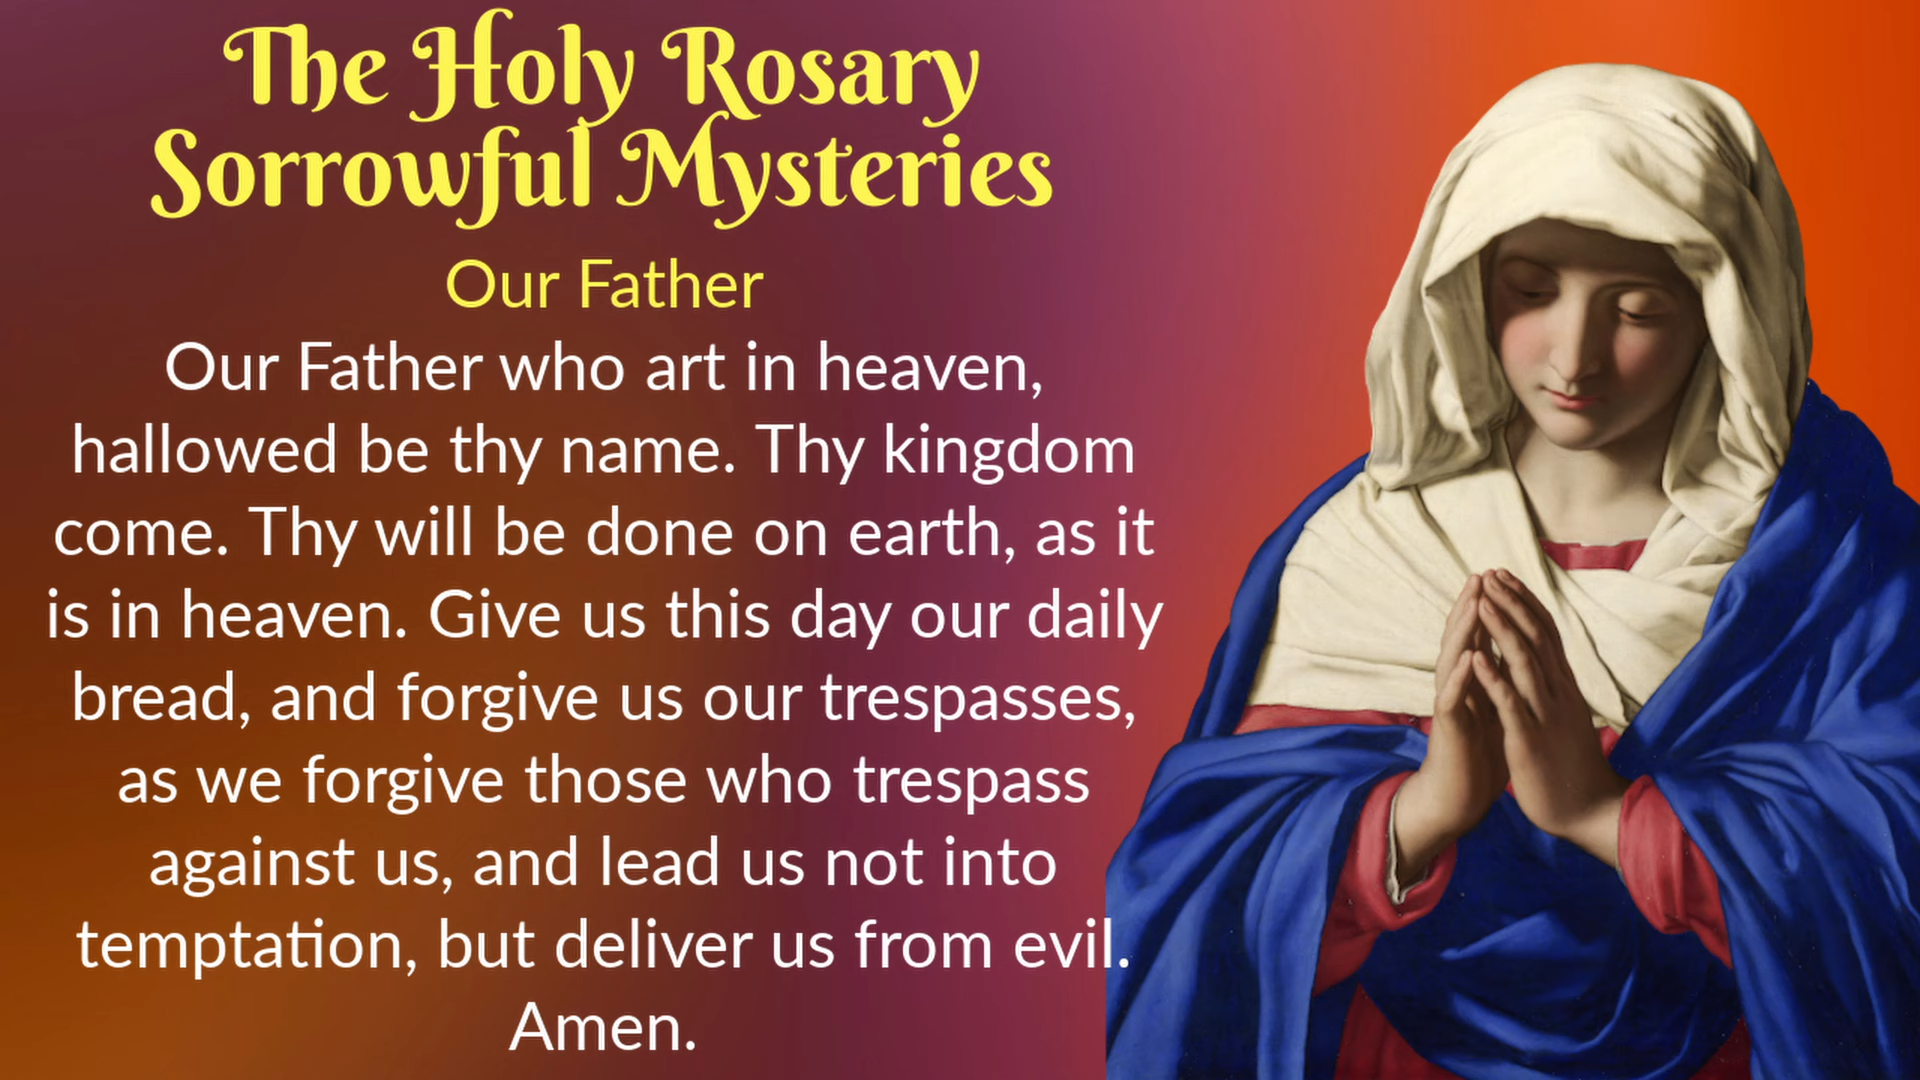 The Holy Rosary
Sorrowful Mysteries
Our Father
Our Father who art in heaven,
hallowed be thy name. Thy kingdom
come. Thy will be done on earth, as it
is in heaven. Give us this day our daily
bread, and forgive us our trespasses,
as we forgive those who trespass
against us, and lead us not into
temptation, but deliver us from evil.
Amen.